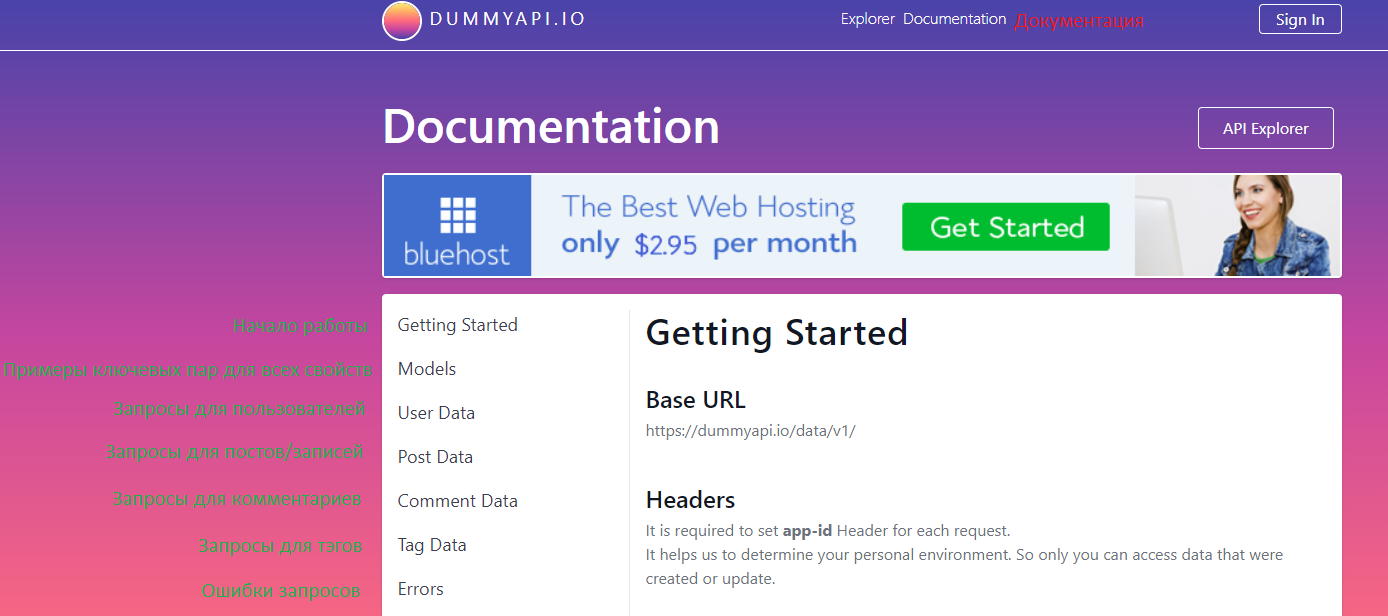 DUMMYAPI.IO
Explorer Documentation Документация Sign In
Documentation
API Explorer
bluehost
The Best Web Hosting
only $2.95 per month
Get Started
Начало работы Getting Started
Примеры ключевых пар для всех свойств Models
Запросы для пользователей User Data
Запросы для постов/записей Post Data
Запросы для комментариев Comment Data
Запросы для тэгов Tag Data
Ошибки запросов Errors
Getting Started
Base URL
https://dummyapi.io/data/v1/
Headers
It is required to set app-id Header for each request.
It helps us to determine your personal environment. So only you can access data that were
created or update.